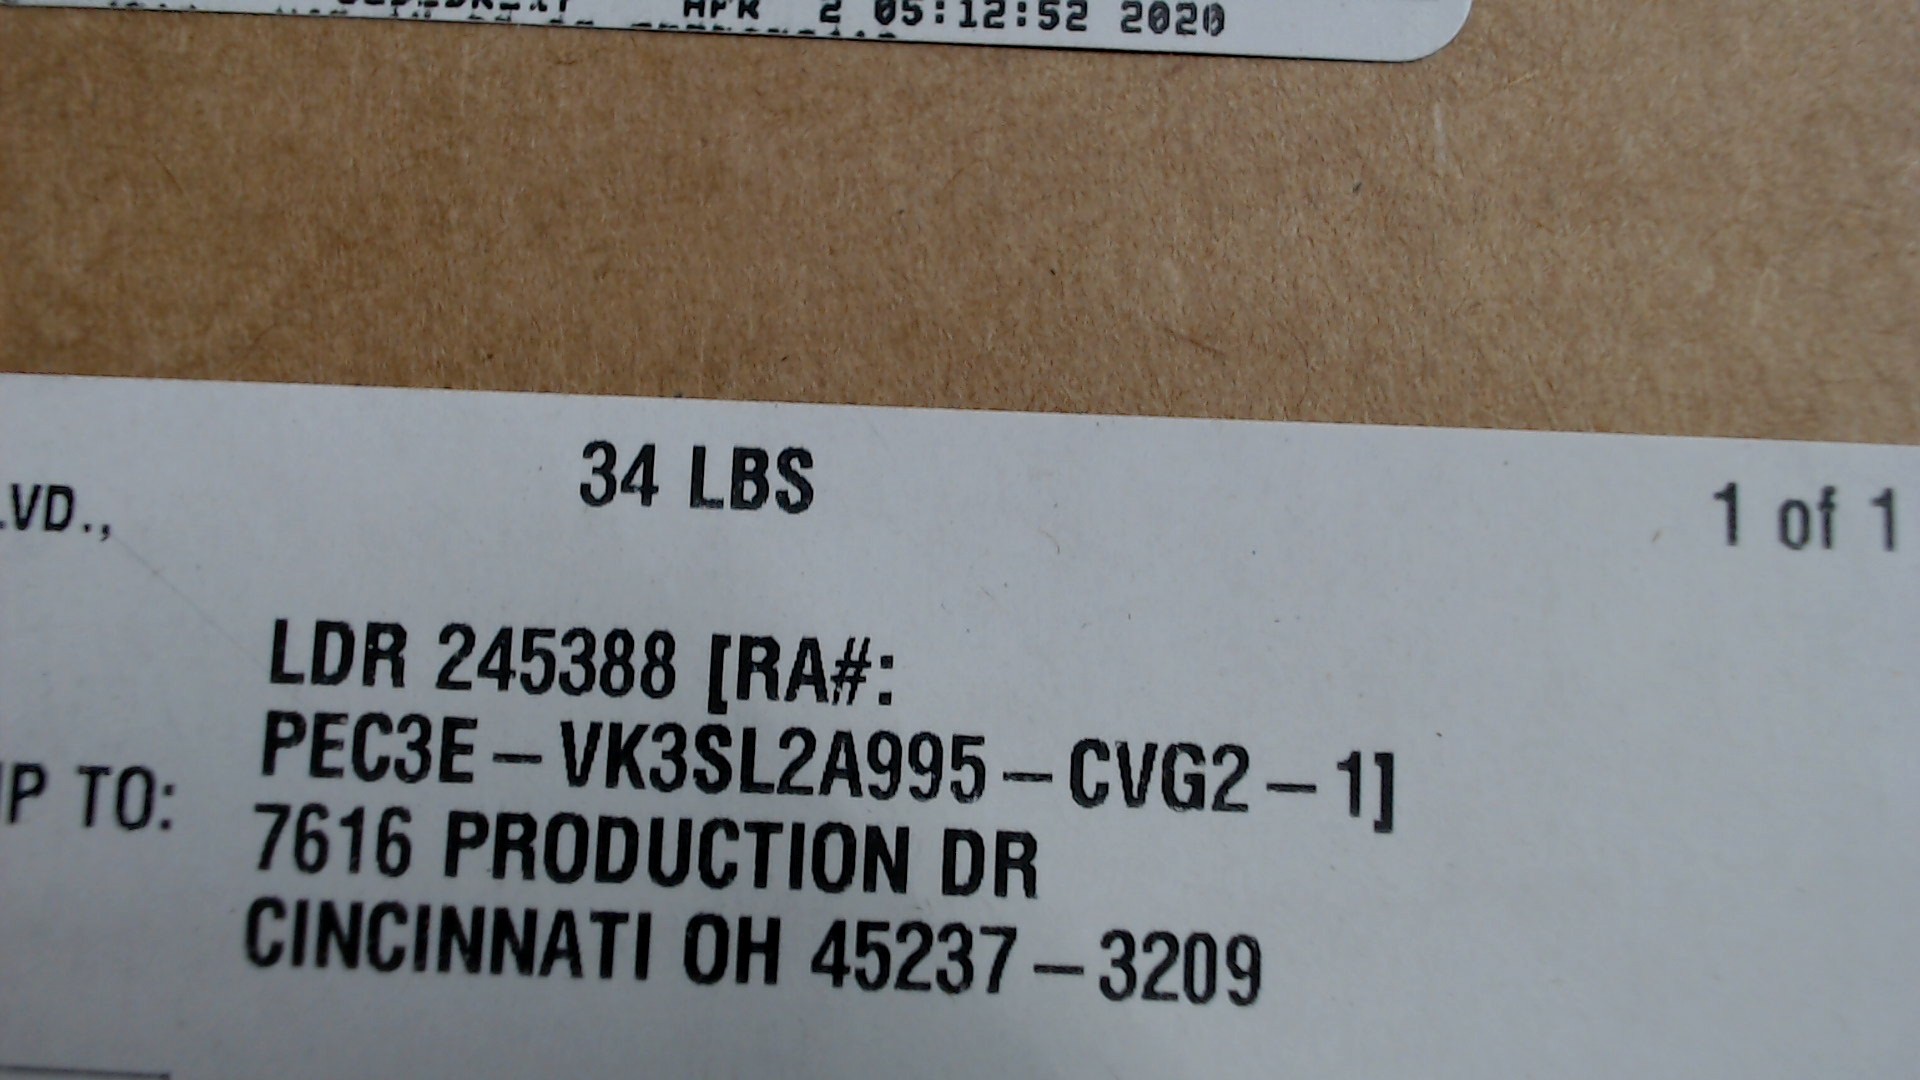 APR 2 05:12:52 2020
34 LBS
1 of 1
LVD.,
LDR 245388 [RA#:
PEC3E-VK3SL2A995-CVG2-1]
IP TO:
7616 PRODUCTION DR
CINCINNATI OH 45237-3209